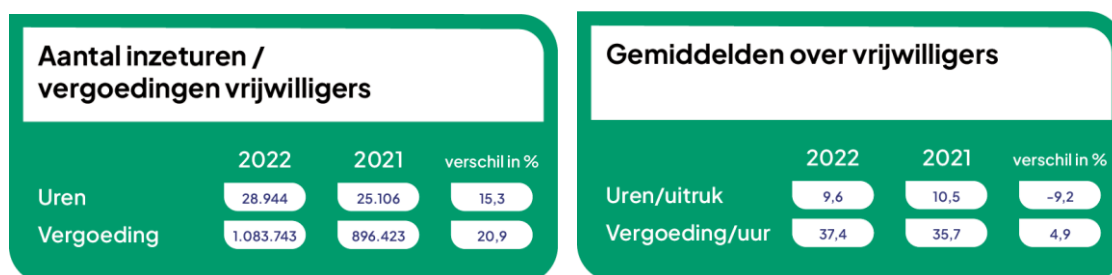 Aantal inzeturen /
vergoedingen vrijwilligers
2022 2021 verschil in %
Uren 28.944 25.106 15,3
Vergoeding 1.083.743 896.423 20,9
Gemiddelden over vrijwilligers
2022 2021 verschil in %
Uren/uitruk 9,6 10,5 -9,2
Vergoeding/uur 37,4 35,7 4,9